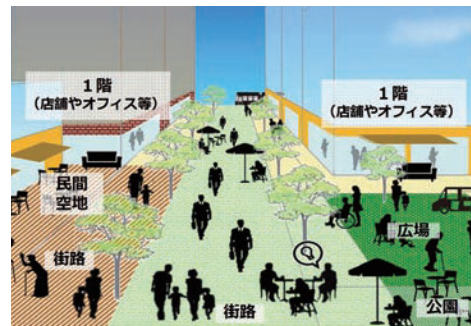 1階
(店舗やオフィス等)
1階
(店舗やオフィス等)
民間
空地
街路
広場
街路
公園